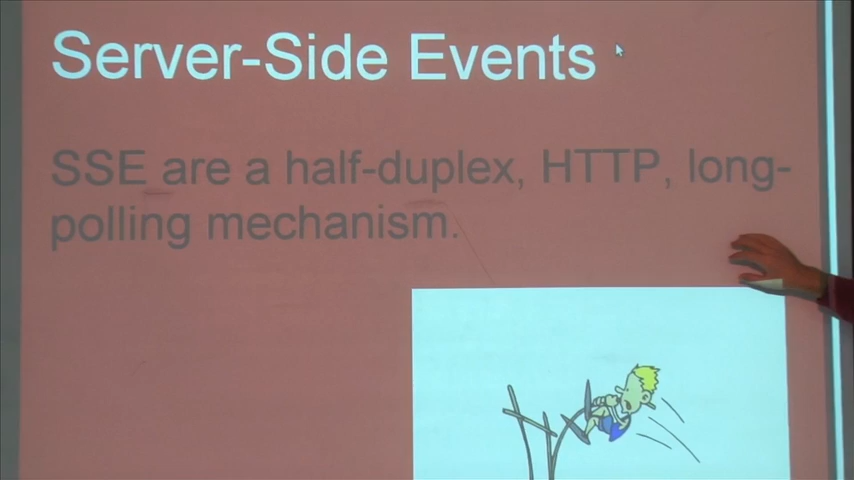 Server-Side Events
SSE are a half-duplex, HTTP, long-
polling mechanism.